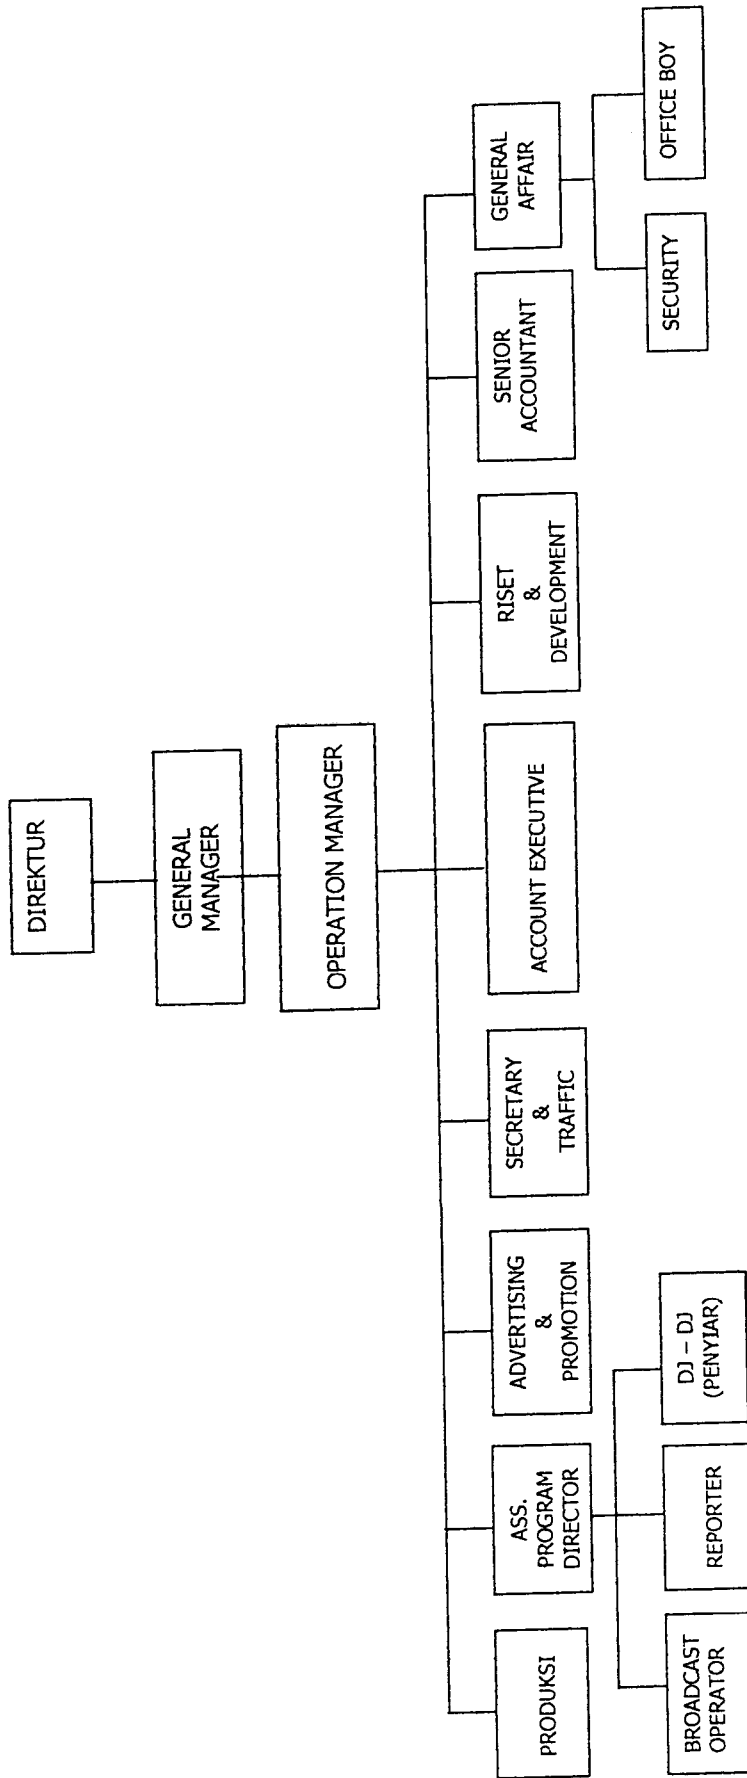 DIREKTUR
GENERAL
MANAGER
OPERATION MANAGER
PRODUKSI
ASS.
PROGRAM
DIRECTOR
ADVERTISING
&
PROMOTION
SECRETARY
&
TRAFFIC
ACCOUNT EXECUTIVE
RISET
&
DEVELOPMENT
SENIOR
ACCOUNTANT
GENERAL
AFFAIR
BROADCAST
OPERATOR
REPORTER
DJ – DJ
(PENYIAR)
SECURITY
OFFICE BOY